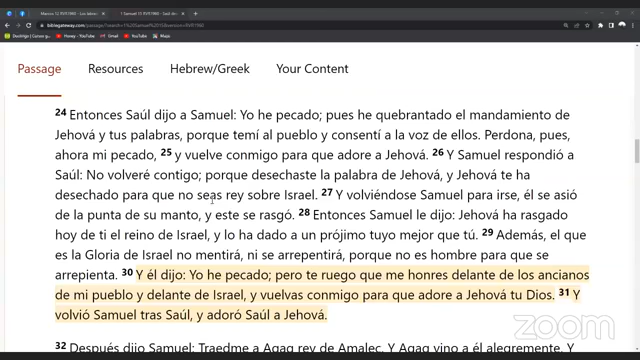 Marcos 12 RVR1960 - Los labrad
1 Samuel 15 RVR1960 - Saúl des
biblegateway.com/passage/?search=1%20Samuel%2015&version=RVR1960
YouTube
Gmail
YouTube
Maps
Passage Resources Hebrew/Greek Your Content
24 Entonces Saúl dijo a Samuel: Yo he pecado; pues he quebrantado el mandamiento de
Jehová y tus palabras, porque temí al pueblo y consentí a la voz de ellos. Perdona, pues,
ahora mi pecado, 25 y vuelve conmigo para que adore a Jehová. 26 Y Samuel respondió a
Saúl: No volveré contigo; porque desechaste la palabra de Jehová, y Jehová te ha
desechado para que no seas rey sobre Israel. 27 Y volviéndose Samuel para irse, él se asió
de la punta de su manto, y este se rasgó. 28 Entonces Samuel le dijo: Jehová ha rasgado
hoy de ti el reino de Israel, y lo ha dado a un prójimo tuyo mejor que tú. 29 Además, el que
es la Gloria de Israel no mentirá, ni se arrepentirá, porque no es hombre para que se
arrepienta. 30 Y él dijo: Yo he pecado; pero te ruego que me honres delante de los ancianos
de mi pueblo y delante de Israel, y vuelvas conmigo para que adore a Jehová tu Dios. 31 Y
volvió Samuel tras Saúl, y adoró Saúl a Jehová.
32 Después dijo Samuel: Traedme a Agag rey de Amalec. Y Agag vino a él alegremente. Y
zoom